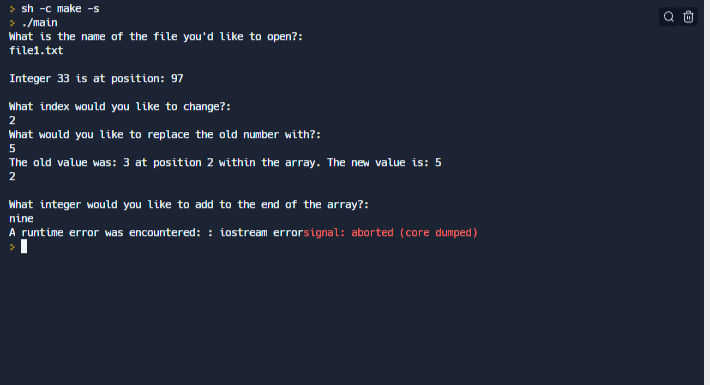 sh -c make -s
./main
What is the name of the file you'd like to open?:
file1.txt
Integer 33 is at position: 97
What index would you like to change?:
2
What would you like to replace the old number with?:
5
The old value was: 3 at position 2 within the array. The new value is: 5
2
What integer would you like to add to the end of the array?:
nine
A runtime error was encountered: : iostream errorsignal: aborted (core dumped)